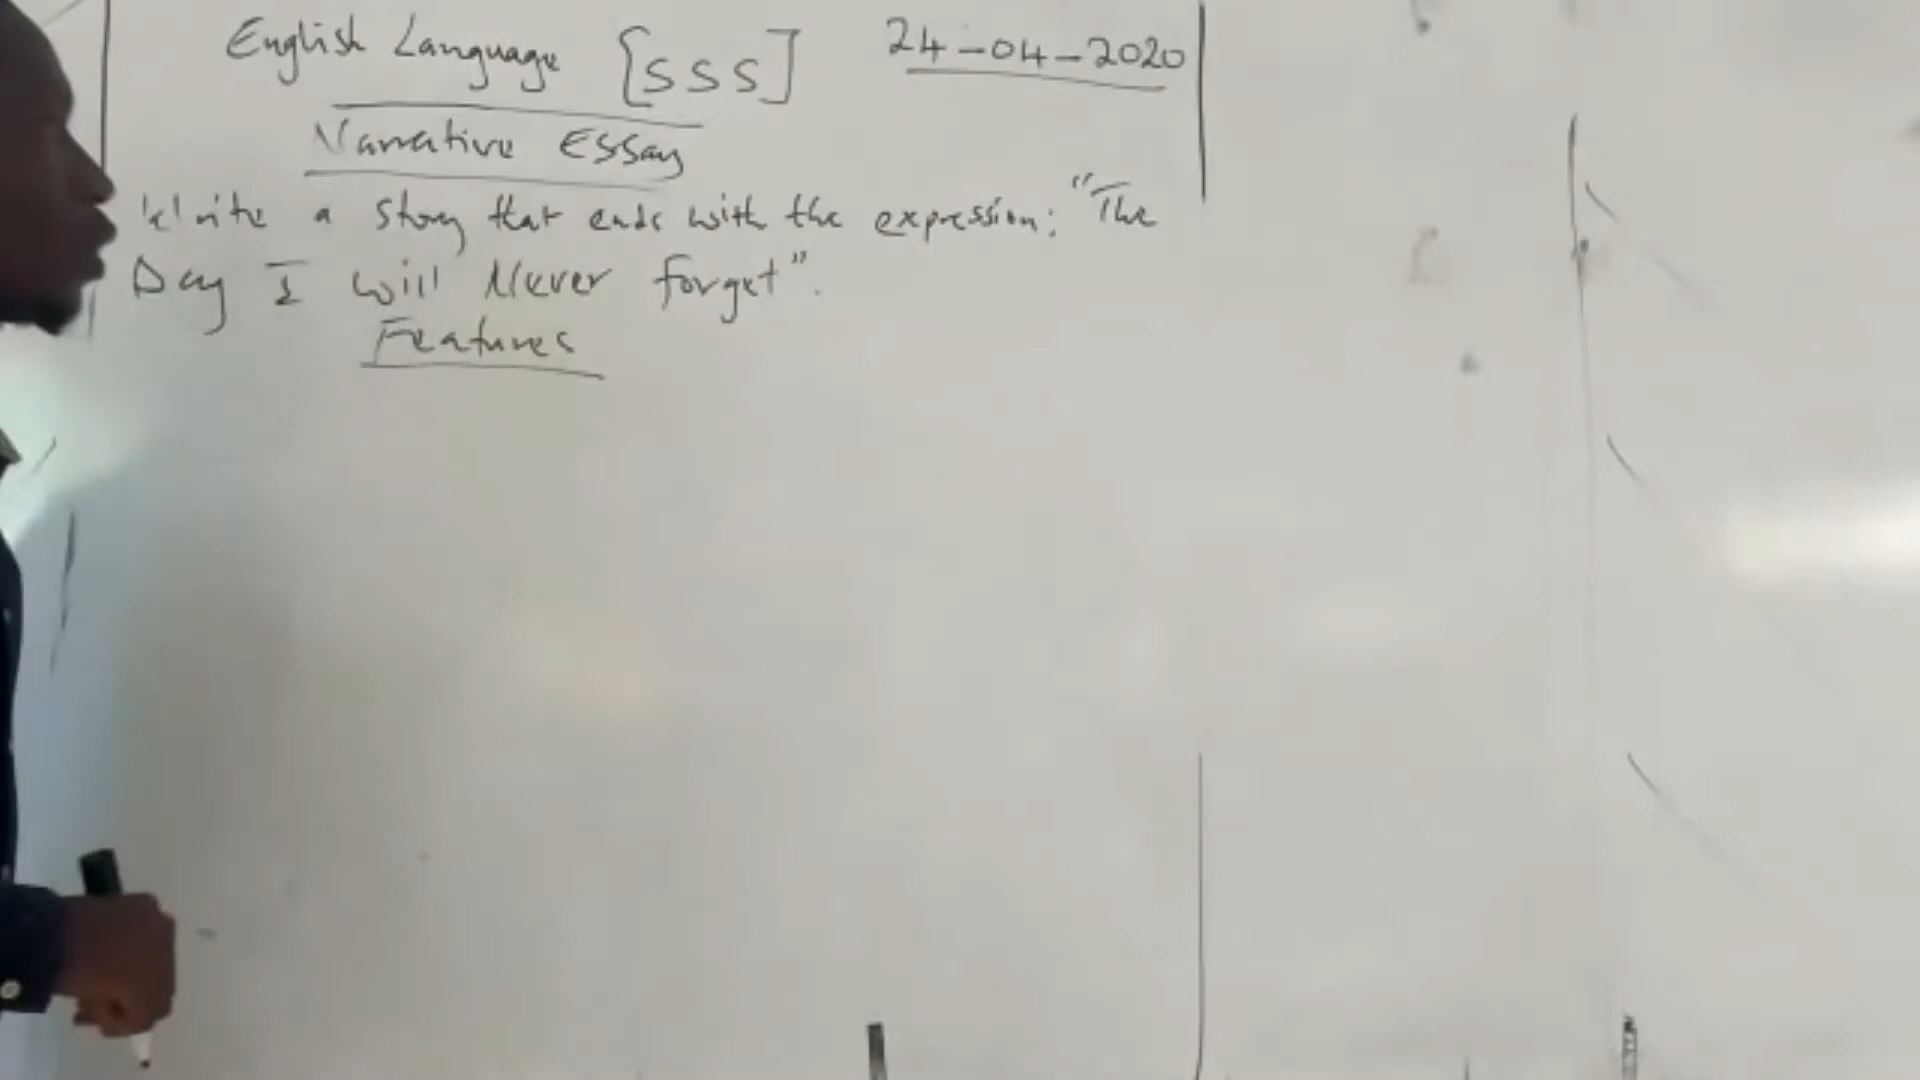 English Language [SSS] 24-04-2020
Narrative Essay
Write a story that ends with the expression; "The
Day I will Never forget".
Features